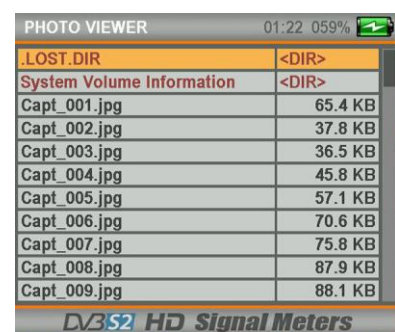 PHOTO VIEWER 01:22 059%
.LOST.DIR <DIR>
System Volume Information <DIR>
Capt_001.jpg 65.4 KB
Capt_002.jpg 37.8 KB
Capt_003.jpg 36.5 KB
Capt_004.jpg 45.8 KB
Capt_005.jpg 57.1 KB
Capt_006.jpg 70.6 KB
Capt_007.jpg 75.8 KB
Capt_008.jpg 87.9 KB
Capt_009.jpg 88.1 KB
DV3S2 HD Signal Meters